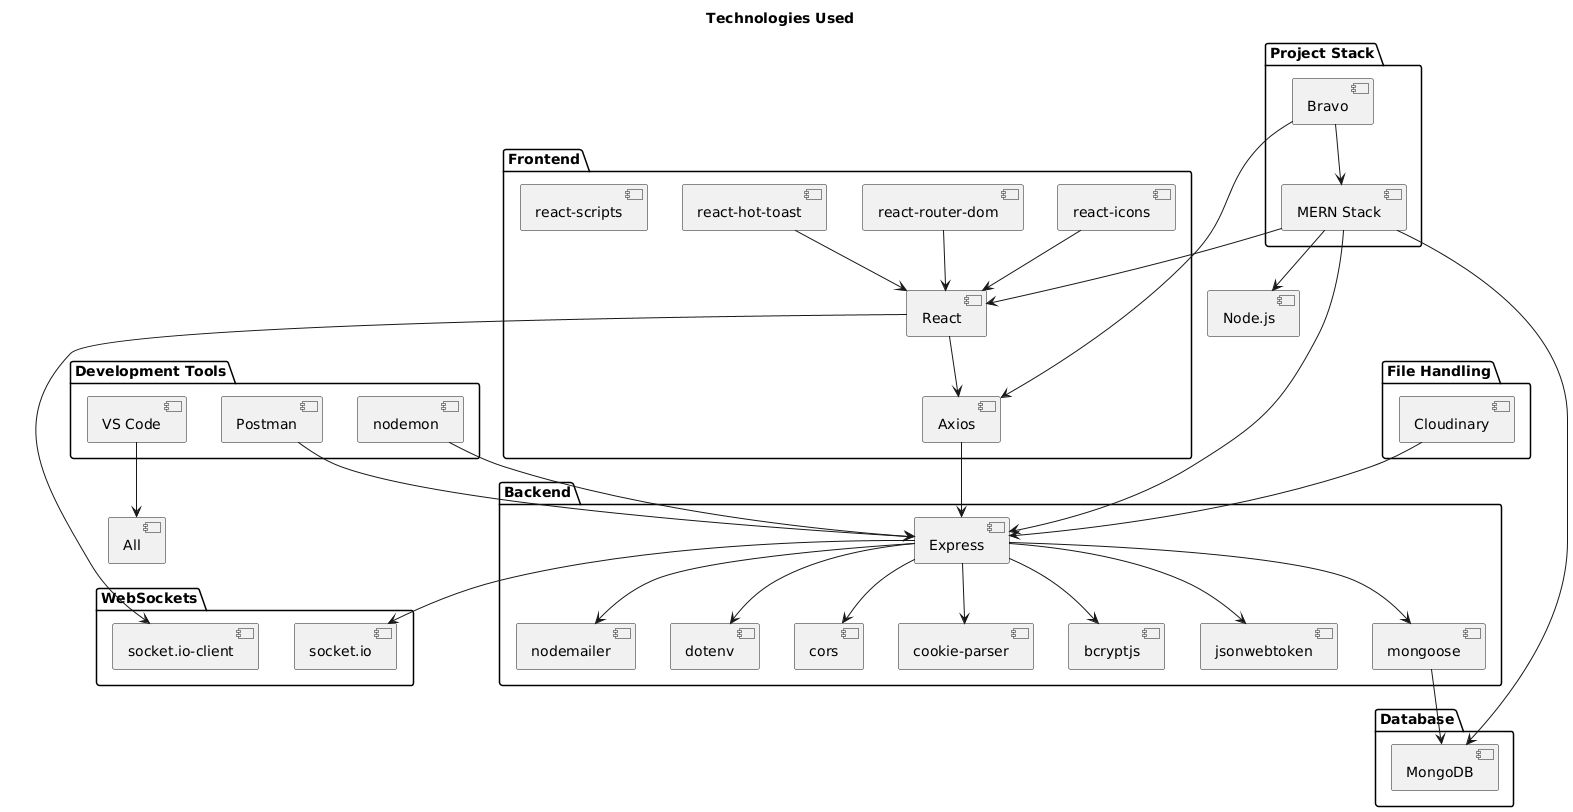 Technologies Used
Project Stack
Bravo
MERN Stack
Frontend
react-scripts
react-hot-toast
react-router-dom
react-icons
React
Node.js
Axios
Development Tools
VS Code
Postman
nodemon
File Handling
Cloudinary
All
Backend
Express
WebSockets
socket.io-client
socket.io
nodemailer
dotenv
cors
cookie-parser
bcryptjs
jsonwebtoken
mongoose
Database
MongoDB